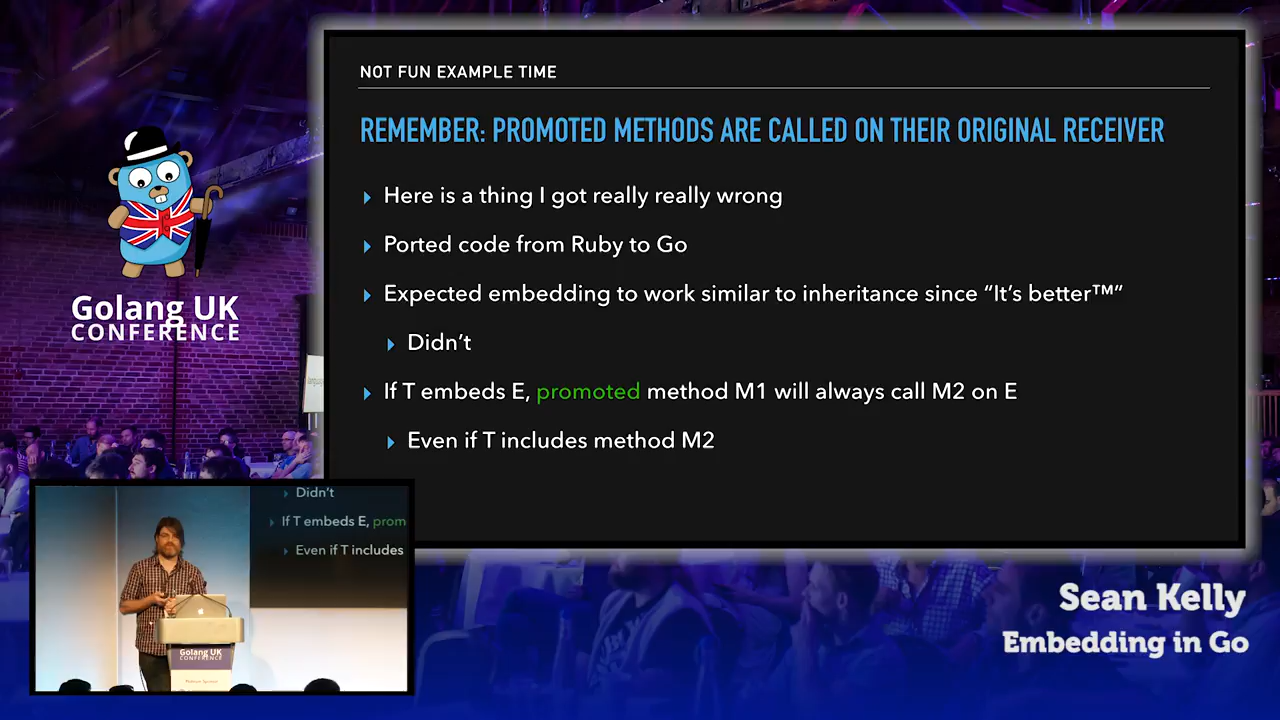 NOT FUN EXAMPLE TIME
REMEMBER: PROMOTED METHODS ARE CALLED ON THEIR ORIGINAL RECEIVER
Here is a thing I got really really wrong
Ported code from Ruby to Go
Expected embedding to work similar to inheritance since “It’s better™”
Didn’t
If T embeds E, promoted method M1 will always call M2 on E
Even if T includes method M2
Golang UK
CONFERENCE
Didn’t
If T embeds E, prom
Even if T includes
Golang UK
CONFERENCE
Sean Kelly
Embedding in Go